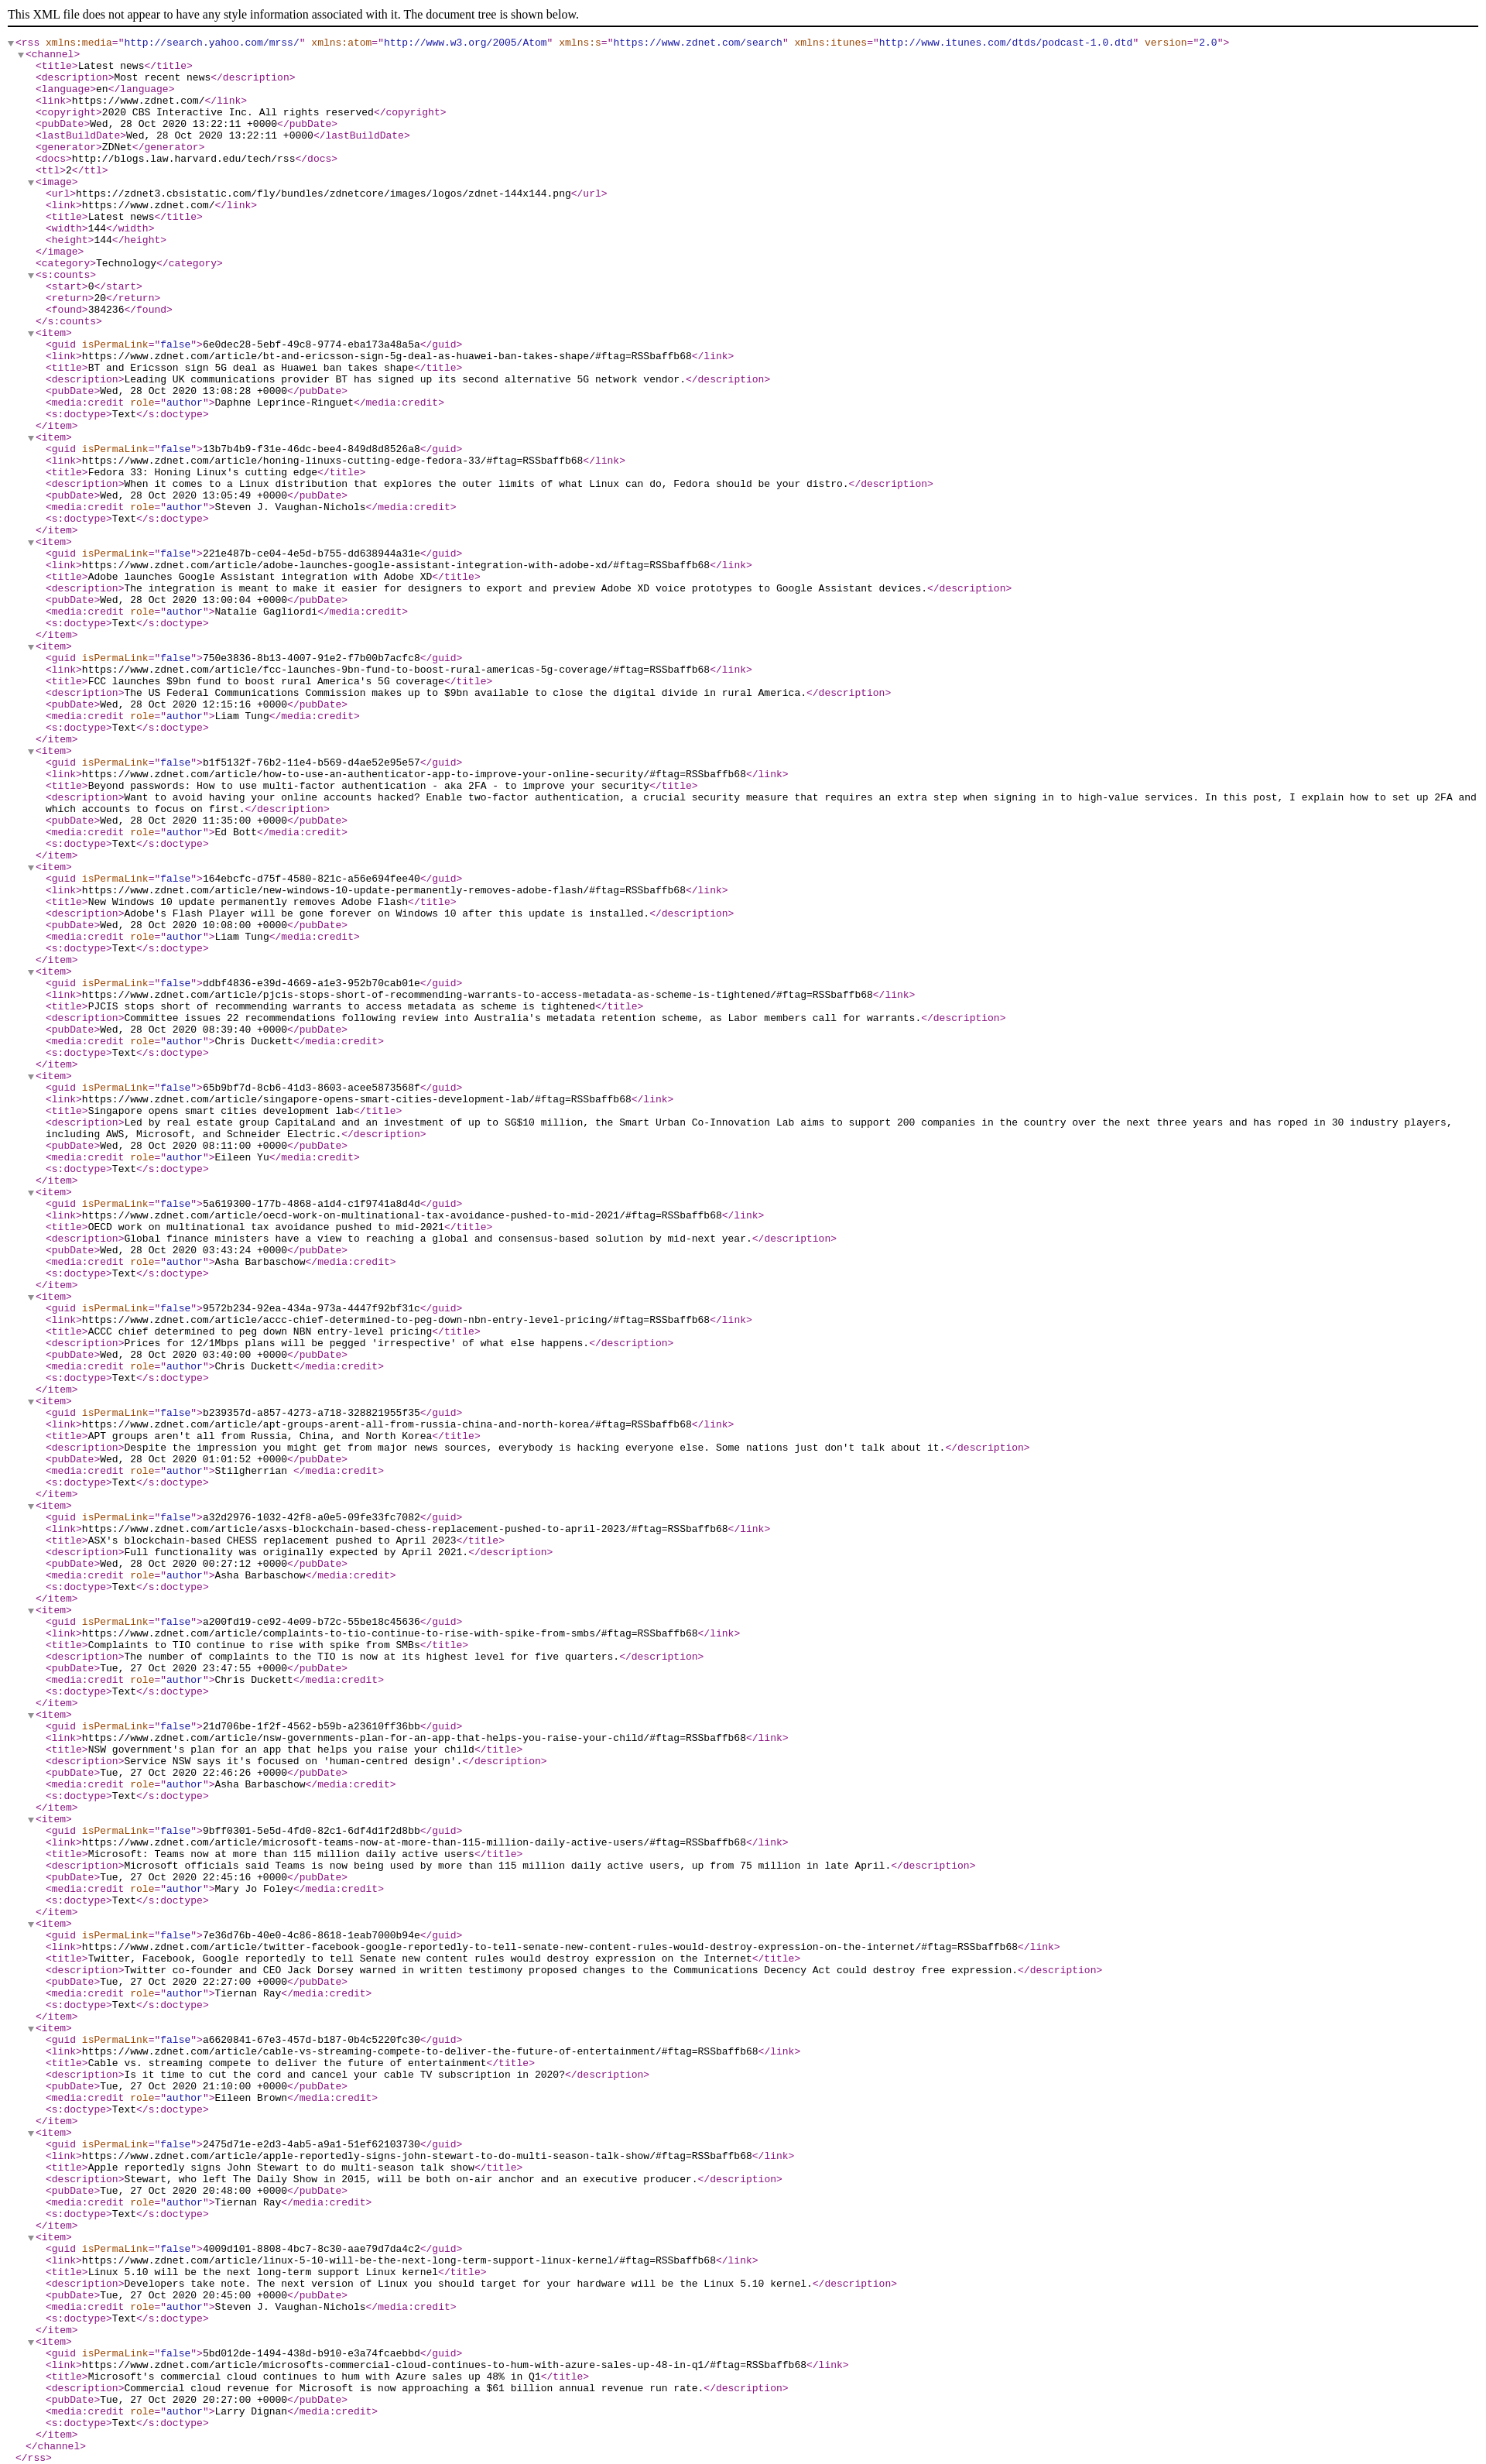 This XML file does not appear to have any style information associated with it. The document tree is shown below.
<rss xmlns:media="http://search.yahoo.com/mrss/" xmlns:atom="http://www.w3.org/2005/Atom" xmlns:s="https://www.zdnet.com/search" xmlns:itunes="http://www.itunes.com/dtds/podcast-1.0.dtd" version="2.0">
<channel>
<title>Latest news</title>
<description>Most recent news</description>
<language>en</language>
<link>https://www.zdnet.com/</link>
<copyright>2020 CBS Interactive Inc. All rights reserved</copyright>
<pubDate>Wed, 28 Oct 2020 13:22:11 +0000</pubDate>
<lastBuildDate>Wed, 28 Oct 2020 13:22:11 +0000</lastBuildDate>
<generator>ZDNet</generator>
<docs>http://blogs.law.harvard.edu/tech/rss</docs>
<ttl>2</ttl>
<image>
<url>https://zdnet3.cbsistatic.com/fly/bundles/zdnetcore/images/logos/zdnet-144x144.png</url>
<link>https://www.zdnet.com/</link>
<title>Latest news</title>
<width>144</width>
<height>144</height>
</image>
<category>Technology</category>
<s:counts>
<start>0</start>
<return>20</return>
<found>384236</found>
</s:counts>
<item>
<guid isPermaLink="false">6e0dec28-5ebf-49c8-9774-eba173a48a5a</guid>
<link>https://www.zdnet.com/article/bt-and-ericsson-sign-5g-deal-as-huawei-ban-takes-shape/#ftag=RSSbaffb68</link>
<title>BT and Ericsson sign 5G deal as Huawei ban takes shape</title>
<description>Leading UK communications provider BT has signed up its second alternative 5G network vendor.</description>
<pubDate>Wed, 28 Oct 2020 13:08:28 +0000</pubDate>
<media:credit role="author">Daphne Leprince-Ringuet</media:credit>
<s:doctype>Text</s:doctype>
</item>
<item>
<guid isPermaLink="false">13b7b4b9-f31e-46dc-bee4-849d8d8526a8</guid>
<link>https://www.zdnet.com/article/honing-linuxs-cutting-edge-fedora-33/#ftag=RSSbaffb68</link>
<title>Fedora 33: Honing Linux's cutting edge</title>
<description>When it comes to a Linux distribution that explores the outer limits of what Linux can do, Fedora should be your distro.</description>
<pubDate>Wed, 28 Oct 2020 13:05:49 +0000</pubDate>
<media:credit role="author">Steven J. Vaughan-Nichols</media:credit>
<s:doctype>Text</s:doctype>
</item>
<item>
<guid isPermaLink="false">221e487b-ce04-4e5d-b755-dd638944a31e</guid>
<link>https://www.zdnet.com/article/adobe-launches-google-assistant-integration-with-adobe-xd/#ftag=RSSbaffb68</link>
<title>Adobe launches Google Assistant integration with Adobe XD</title>
<description>The integration is meant to make it easier for designers to export and preview Adobe XD voice prototypes to Google Assistant devices.</description>
<pubDate>Wed, 28 Oct 2020 13:00:04 +0000</pubDate>
<media:credit role="author">Natalie Gagliordi</media:credit>
<s:doctype>Text</s:doctype>
</item>
<item>
<guid isPermaLink="false">750e3836-8b13-4007-91e2-f7b00b7acfc8</guid>
<link>https://www.zdnet.com/article/fcc-launches-9bn-fund-to-boost-rural-americas-5g-coverage/#ftag=RSSbaffb68</link>
<title>FCC launches $9bn fund to boost rural America's 5G coverage</title>
<description>The US Federal Communications Commission makes up to $9bn available to close the digital divide in rural America.</description>
<pubDate>Wed, 28 Oct 2020 12:15:16 +0000</pubDate>
<media:credit role="author">Liam Tung</media:credit>
<s:doctype>Text</s:doctype>
</item>
<item>
<guid isPermaLink="false">b1f5132f-76b2-11e4-b569-d4ae52e95e57</guid>
<link>https://www.zdnet.com/article/how-to-use-an-authenticator-app-to-improve-your-online-security/#ftag=RSSbaffb68</link>
<title>Beyond passwords: How to use multi-factor authentication - aka 2FA - to improve your security</title>
<description>Want to avoid having your online accounts hacked? Enable two-factor authentication, a crucial security measure that requires an extra step when signing in to high-value services. In this post, I explain how to set up 2FA and
which accounts to focus on first.</description>
<pubDate>Wed, 28 Oct 2020 11:35:00 +0000</pubDate>
<media:credit role="author">Ed Bott</media:credit>
<s:doctype>Text</s:doctype>
</item>
<item>
<guid isPermaLink="false">164ebcfc-d75f-4580-821c-a56e694fee40</guid>
<link>https://www.zdnet.com/article/new-windows-10-update-permanently-removes-adobe-flash/#ftag=RSSbaffb68</link>
<title>New Windows 10 update permanently removes Adobe Flash</title>
<description>Adobe's Flash Player will be gone forever on Windows 10 after this update is installed.</description>
<pubDate>Wed, 28 Oct 2020 10:08:00 +0000</pubDate>
<media:credit role="author">Liam Tung</media:credit>
<s:doctype>Text</s:doctype>
</item>
<item>
<guid isPermaLink="false">ddbf4836-e39d-4669-a1e3-952b70cab01e</guid>
<link>https://www.zdnet.com/article/pjcis-stops-short-of-recommending-warrants-to-access-metadata-as-scheme-is-tightened/#ftag=RSSbaffb68</link>
<title>PJCIS stops short of recommending warrants to access metadata as scheme is tightened</title>
<description>Committee issues 22 recommendations following review into Australia's metadata retention scheme, as Labor members call for warrants.</description>
<pubDate>Wed, 28 Oct 2020 08:39:40 +0000</pubDate>
<media:credit role="author">Chris Duckett</media:credit>
<s:doctype>Text</s:doctype>
</item>
<item>
<guid isPermaLink="false">65b9bf7d-8cb6-41d3-8603-acee5873568f</guid>
<link>https://www.zdnet.com/article/singapore-opens-smart-cities-development-lab/#ftag=RSSbaffb68</link>
<title>Singapore opens smart cities development lab</title>
<description>Led by real estate group CapitaLand and an investment of up to SG$10 million, the Smart Urban Co-Innovation Lab aims to support 200 companies in the country over the next three years and has roped in 30 industry players,
including AWS, Microsoft, and Schneider Electric.</description>
<pubDate>Wed, 28 Oct 2020 08:11:00 +0000</pubDate>
<media:credit role="author">Eileen Yu</media:credit>
<s:doctype>Text</s:doctype>
</item>
<item>
<guid isPermaLink="false">5a619300-177b-4868-a1d4-c1f9741a8d4d</guid>
<link>https://www.zdnet.com/article/oecd-work-on-multinational-tax-avoidance-pushed-to-mid-2021/#ftag=RSSbaffb68</link>
<title>OECD work on multinational tax avoidance pushed to mid-2021</title>
<description>Global finance ministers have a view to reaching a global and consensus-based solution by mid-next year.</description>
<pubDate>Wed, 28 Oct 2020 03:43:24 +0000</pubDate>
<media:credit role="author">Asha Barbaschow</media:credit>
<s:doctype>Text</s:doctype>
</item>
<item>
<guid isPermaLink="false">9572b234-92ea-434a-973a-4447f92bf31c</guid>
<link>https://www.zdnet.com/article/accc-chief-determined-to-peg-down-nbn-entry-level-pricing/#ftag=RSSbaffb68</link>
<title>ACCC chief determined to peg down NBN entry-level pricing</title>
<description>Prices for 12/1Mbps plans will be pegged 'irrespective' of what else happens.</description>
<pubDate>Wed, 28 Oct 2020 03:40:00 +0000</pubDate>
<media:credit role="author">Chris Duckett</media:credit>
<s:doctype>Text</s:doctype>
</item>
<item>
<guid isPermaLink="false">b239357d-a857-4273-a718-328821955f35</guid>
<link>https://www.zdnet.com/article/apt-groups-arent-all-from-russia-china-and-north-korea/#ftag=RSSbaffb68</link>
<title>APT groups aren't all from Russia, China, and North Korea</title>
<description>Despite the impression you might get from major news sources, everybody is hacking everyone else. Some nations just don't talk about it.</description>
<pubDate>Wed, 28 Oct 2020 01:01:52 +0000</pubDate>
<media:credit role="author">Stilgherrian </media:credit>
<s:doctype>Text</s:doctype>
</item>
<item>
<guid isPermaLink="false">a32d2976-1032-42f8-a0e5-09fe33fc7082</guid>
<link>https://www.zdnet.com/article/asxs-blockchain-based-chess-replacement-pushed-to-april-2023/#ftag=RSSbaffb68</link>
<title>ASX's blockchain-based CHESS replacement pushed to April 2023</title>
<description>Full functionality was originally expected by April 2021.</description>
<pubDate>Wed, 28 Oct 2020 00:27:12 +0000</pubDate>
<media:credit role="author">Asha Barbaschow</media:credit>
<s:doctype>Text</s:doctype>
</item>
<item>
<guid isPermaLink="false">a200fd19-ce92-4e09-b72c-55be18c45636</guid>
<link>https://www.zdnet.com/article/complaints-to-tio-continue-to-rise-with-spike-from-smbs/#ftag=RSSbaffb68</link>
<title>Complaints to TIO continue to rise with spike from SMBs</title>
<description>The number of complaints to the TIO is now at its highest level for five quarters.</description>
<pubDate>Tue, 27 Oct 2020 23:47:55 +0000</pubDate>
<media:credit role="author">Chris Duckett</media:credit>
<s:doctype>Text</s:doctype>
</item>
<item>
<guid isPermaLink="false">21d706be-1f2f-4562-b59b-a23610ff36bb</guid>
<link>https://www.zdnet.com/article/nsw-governments-plan-for-an-app-that-helps-you-raise-your-child/#ftag=RSSbaffb68</link>
<title>NSW government's plan for an app that helps you raise your child</title>
<description>Service NSW says it's focused on 'human-centred design'.</description>
<pubDate>Tue, 27 Oct 2020 22:46:26 +0000</pubDate>
<media:credit role="author">Asha Barbaschow</media:credit>
<s:doctype>Text</s:doctype>
</item>
<item>
<guid isPermaLink="false">9bff0301-5e5d-4fd0-82c1-6df4d1f2d8bb</guid>
<link>https://www.zdnet.com/article/microsoft-teams-now-at-more-than-115-million-daily-active-users/#ftag=RSSbaffb68</link>
<title>Microsoft: Teams now at more than 115 million daily active users</title>
<description>Microsoft officials said Teams is now being used by more than 115 million daily active users, up from 75 million in late April.</description>
<pubDate>Tue, 27 Oct 2020 22:45:16 +0000</pubDate>
<media:credit role="author">Mary Jo Foley</media:credit>
<s:doctype>Text</s:doctype>
</item>
<item>
<guid isPermaLink="false">7e36d76b-40e0-4c86-8618-1eab7000b94e</guid>
<link>https://www.zdnet.com/article/twitter-facebook-google-reportedly-to-tell-senate-new-content-rules-would-destroy-expression-on-the-internet/#ftag=RSSbaffb68</link>
<title>Twitter, Facebook, Google reportedly to tell Senate new content rules would destroy expression on the Internet</title>
<description>Twitter co-founder and CEO Jack Dorsey warned in written testimony proposed changes to the Communications Decency Act could destroy free expression.</description>
<pubDate>Tue, 27 Oct 2020 22:27:00 +0000</pubDate>
<media:credit role="author">Tiernan Ray</media:credit>
<s:doctype>Text</s:doctype>
</item>
<item>
<guid isPermaLink="false">a6620841-67e3-457d-b187-0b4c5220fc30</guid>
<link>https://www.zdnet.com/article/cable-vs-streaming-compete-to-deliver-the-future-of-entertainment/#ftag=RSSbaffb68</link>
<title>Cable vs. streaming compete to deliver the future of entertainment</title>
<description>Is it time to cut the cord and cancel your cable TV subscription in 2020?</description>
<pubDate>Tue, 27 Oct 2020 21:10:00 +0000</pubDate>
<media:credit role="author">Eileen Brown</media:credit>
<s:doctype>Text</s:doctype>
</item>
<item>
<guid isPermaLink="false">2475d71e-e2d3-4ab5-a9a1-51ef62103730</guid>
<link>https://www.zdnet.com/article/apple-reportedly-signs-john-stewart-to-do-multi-season-talk-show/#ftag=RSSbaffb68</link>
<title>Apple reportedly signs John Stewart to do multi-season talk show</title>
<description>Stewart, who left The Daily Show in 2015, will be both on-air anchor and an executive producer.</description>
<pubDate>Tue, 27 Oct 2020 20:48:00 +0000</pubDate>
<media:credit role="author">Tiernan Ray</media:credit>
<s:doctype>Text</s:doctype>
</item>
<item>
<guid isPermaLink="false">4009d101-8808-4bc7-8c30-aae79d7da4c2</guid>
<link>https://www.zdnet.com/article/linux-5-10-will-be-the-next-long-term-support-linux-kernel/#ftag=RSSbaffb68</link>
<title>Linux 5.10 will be the next long-term support Linux kernel</title>
<description>Developers take note. The next version of Linux you should target for your hardware will be the Linux 5.10 kernel.</description>
<pubDate>Tue, 27 Oct 2020 20:45:00 +0000</pubDate>
<media:credit role="author">Steven J. Vaughan-Nichols</media:credit>
<s:doctype>Text</s:doctype>
</item>
<item>
<guid isPermaLink="false">5bd012de-1494-438d-b910-e3a74fcaebbd</guid>
<link>https://www.zdnet.com/article/microsofts-commercial-cloud-continues-to-hum-with-azure-sales-up-48-in-q1/#ftag=RSSbaffb68</link>
<title>Microsoft's commercial cloud continues to hum with Azure sales up 48% in Q1</title>
<description>Commercial cloud revenue for Microsoft is now approaching a $61 billion annual revenue run rate.</description>
<pubDate>Tue, 27 Oct 2020 20:27:00 +0000</pubDate>
<media:credit role="author">Larry Dignan</media:credit>
<s:doctype>Text</s:doctype>
</item>
</channel>
</rss>